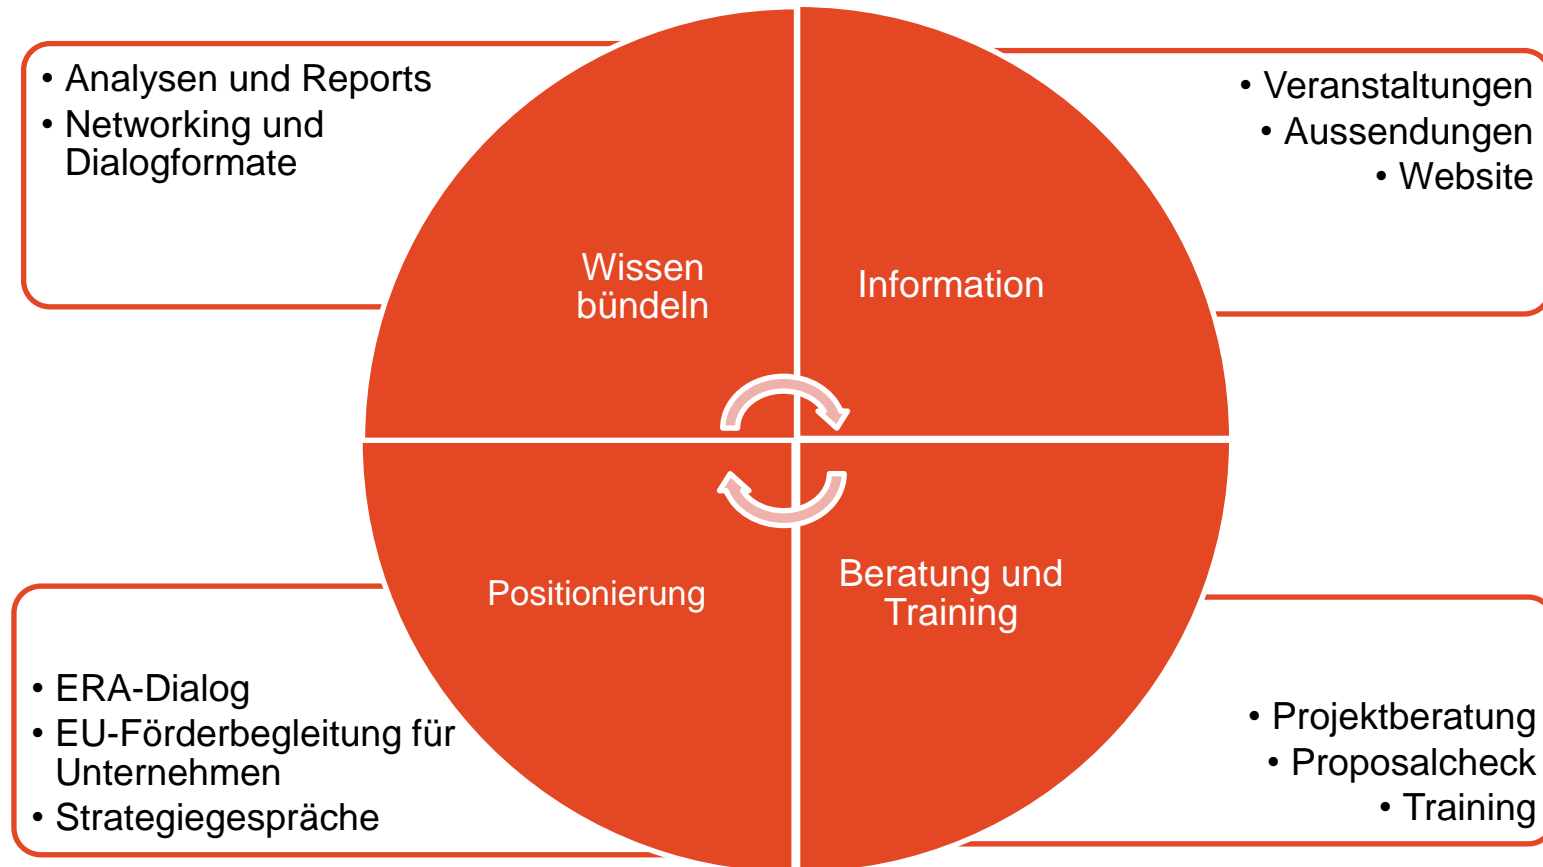 • Analysen und Reports
• Networking und
Dialogformate
• Veranstaltungen
• Aussendungen
• Website
Wissen
bündeln
Information
Positionierung
Beratung und
Training
• ERA-Dialog
• EU-Förderbegleitung für
Unternehmen
• Strategiegespräche
• Projektberatung
• Proposalcheck
• Training